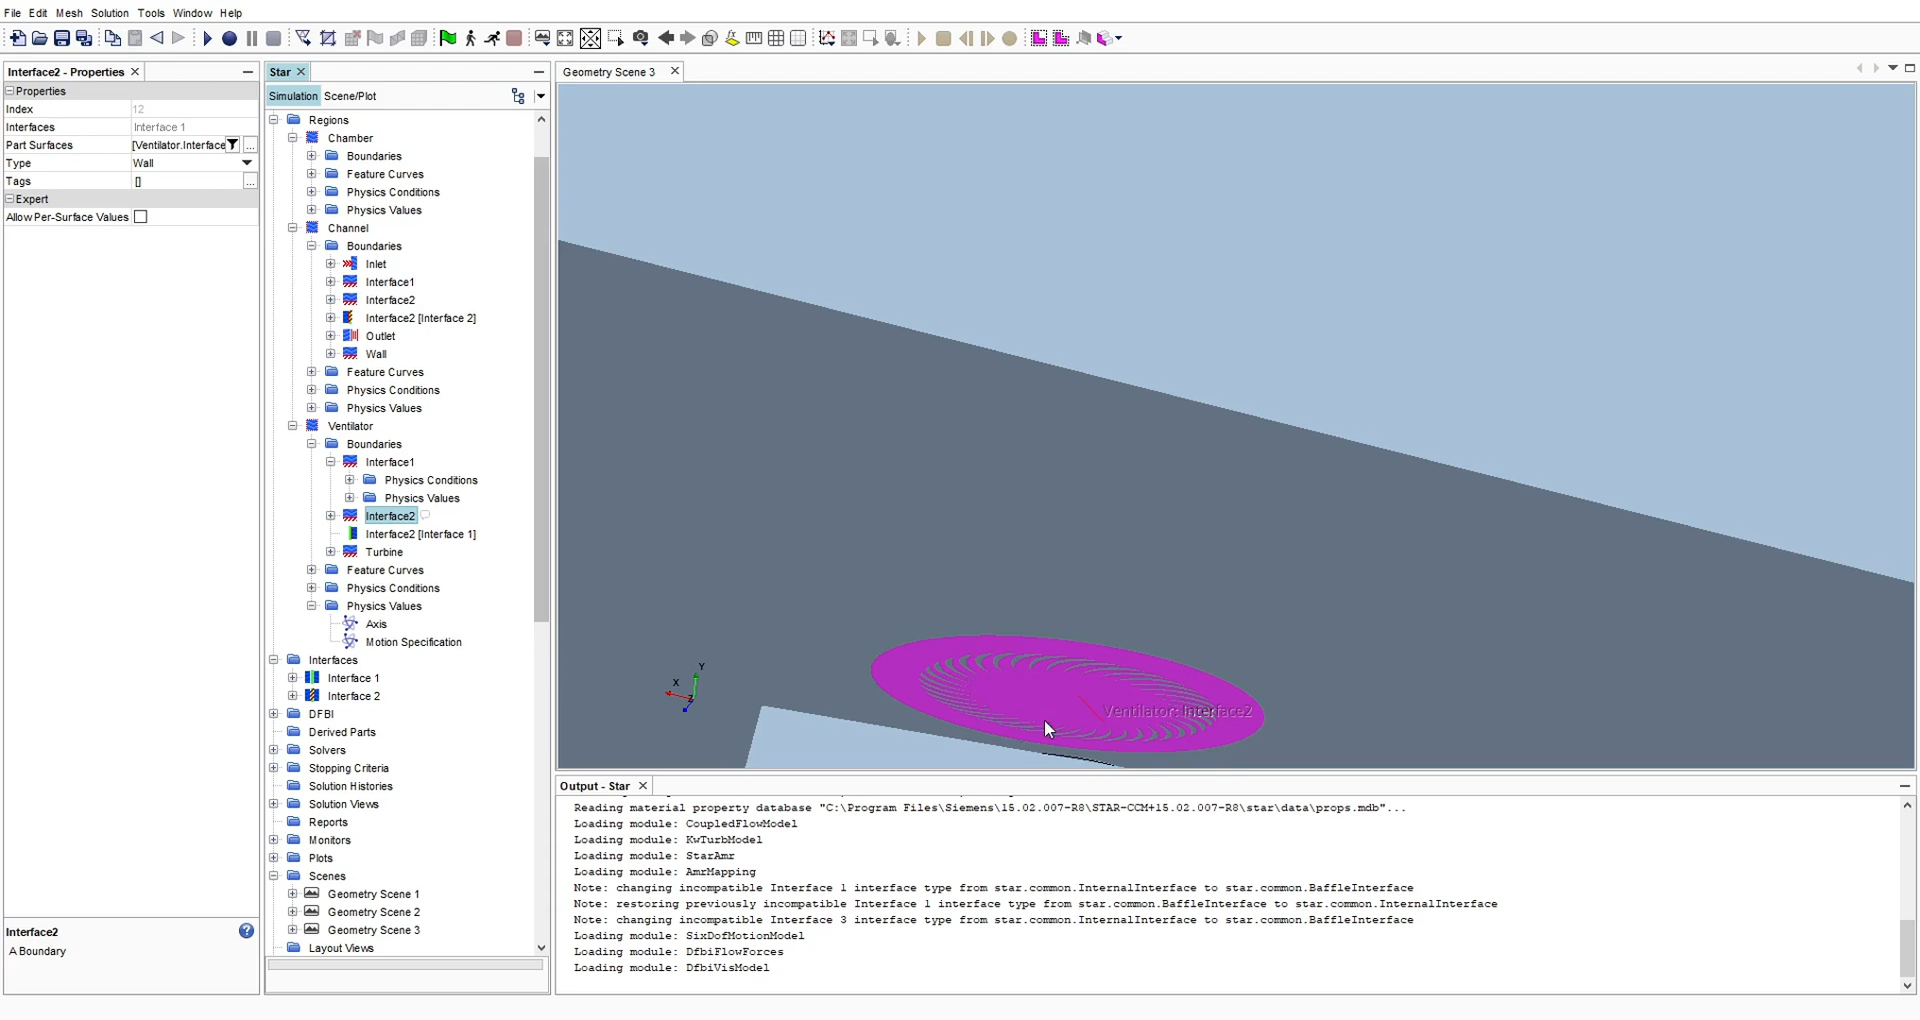 File Edit Mesh Solution Tools Window Help
Interface2 - Properties
Properties
Index 12
Interfaces Interface 1
Part Surfaces [Ventilator.Interface ...
Type Wall
Tags [] ...
Expert
Allow Per-Surface Values
Interface2
A Boundary
Star
Simulation Scene/Plot
Regions
Chamber
Boundaries
Feature Curves
Physics Conditions
Physics Values
Channel
Boundaries
Inlet
Interface1
Interface2
Interface2 [Interface 2]
Outlet
Wall
Feature Curves
Physics Conditions
Physics Values
Ventilator
Boundaries
Interface1
Physics Conditions
Physics Values
Interface2
Interface2 [Interface 1]
Turbine
Feature Curves
Physics Conditions
Physics Values
Axis
Motion Specification
Interfaces
Interface 1
Interface 2
DFBI
Derived Parts
Solvers
Stopping Criteria
Solution Histories
Solution Views
Reports
Monitors
Plots
Scenes
Geometry Scene 1
Geometry Scene 2
Geometry Scene 3
Layout Views
Geometry Scene 3
Y
X
Z
Ventilator: Interface2
Output - Star
Reading material property database "C:\Program Files\Siemens\15.02.007-R8\STAR-CCM+15.02.007-R8\star\data\props.mdb"...
Loading module: CoupledFlowModel
Loading module: KwTurbModel
Loading module: StarAmr
Loading module: AmrMapping
Note: changing incompatible Interface 1 interface type from star.common.InternalInterface to star.common.BaffleInterface
Note: restoring previously incompatible Interface 1 interface type from star.common.BaffleInterface to star.common.InternalInterface
Note: changing incompatible Interface 3 interface type from star.common.InternalInterface to star.common.BaffleInterface
Loading module: SixDofMotionModel
Loading module: DfbiFlowForces
Loading module: DfbiVisModel